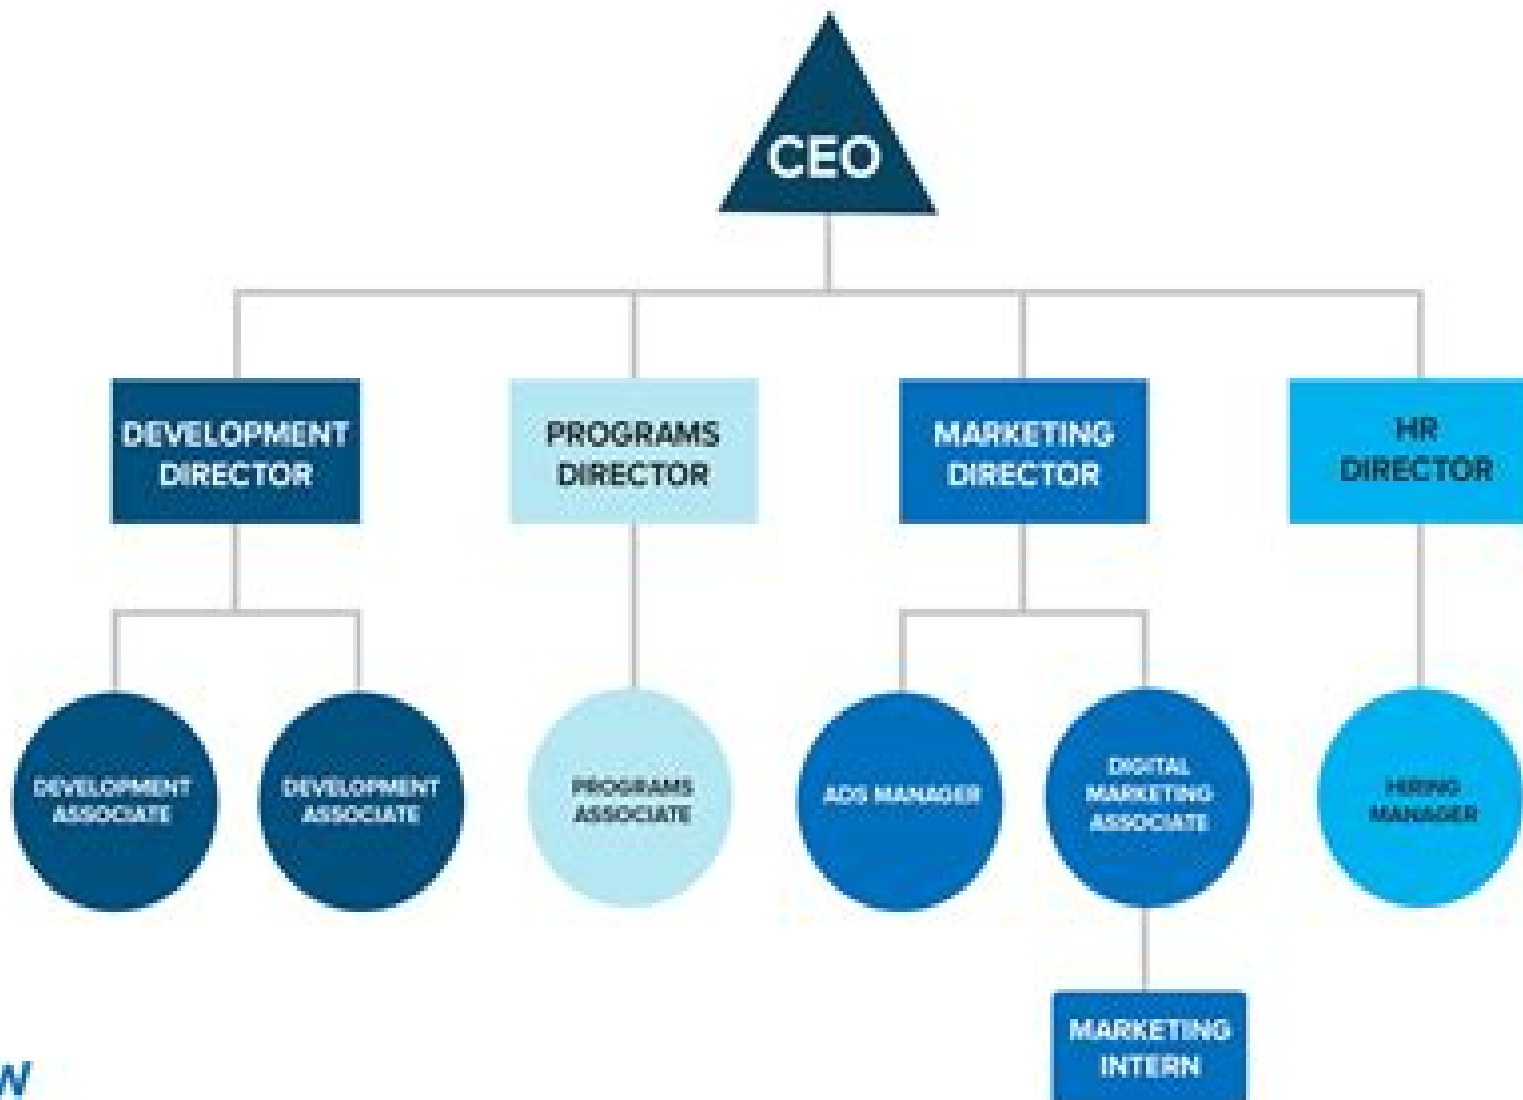 CEO
DEVELOPMENT
DIRECTOR
PROGRAMS
DIRECTOR
MARKETING
DIRECTOR
HR
DIRECTOR
DEVELOPMENT
ASSOCIATE
DEVELOPMENT
ASSOCIATE
PROGRAMS
ASSOCIATE
ADS MANAGER
DIGITAL
MARKETING
ASSOCIATE
HIRING
MANAGER
MARKETING
INTERN